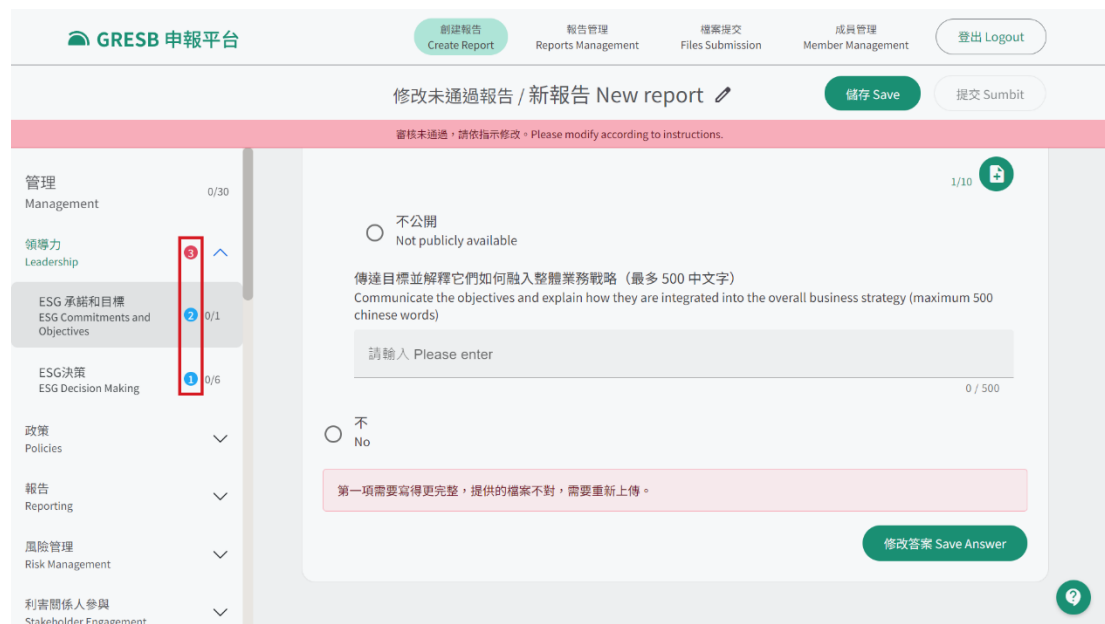 GRESB 申報平台
創建報告
Create Report
報告管理
Reports Management
檔案提交
Files Submission
成員管理
Member Management
登出 Logout
修改未通過報告 / 新報告 New report
儲存 Save
提交 Sumbit
審核未通過，請依指示修改。Please modify according to instructions.
管理
Management
0/30
領導力
Leadership
3
ESG 承諾和目標
ESG Commitments and
Objectives
2
0/1
ESG決策
ESG Decision Making
1
0/6
政策
Policies
報告
Reporting
風險管理
Risk Management
利害關係人參與
Stakeholder Engagement
1/10
不公開
Not publicly available
傳達目標並解釋它們如何融入整體業務戰略（最多 500 中文字）
Communicate the objectives and explain how they are integrated into the overall business strategy (maximum 500
chinese words)
請輸入 Please enter
0 / 500
不
No
第一項需要寫得更完整，提供的檔案不對，需要重新上傳。
修改答案 Save Answer